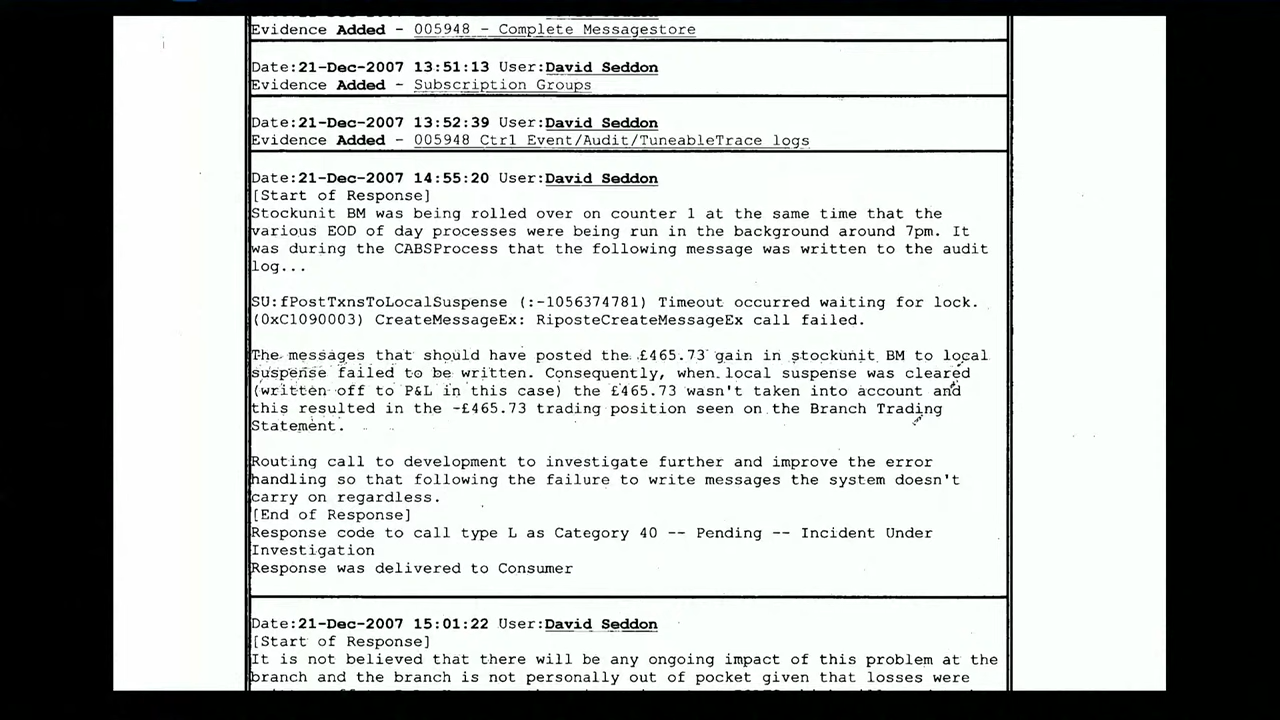 Evidence Added - 005948 - Complete Messagestore
Date:21-Dec-2007 13:51:13 User:David Seddon
Evidence Added - Subscription Groups
Date:21-Dec-2007 13:52:39 User:David Seddon
Evidence Added - 005948 Ctrl Event/Audit/TuneableTrace logs
Date:21-Dec-2007 14:55:20 User:David Seddon
[Start of Response]
Stockunit BM was being rolled over on counter 1 at the same time that the
various EOD of day processes were being run in the background around 7pm. It
was during the CABSProcess that the following message was written to the audit
log...
SU:fPostTxnsToLocalSuspense (:-1056374781) Timeout occurred waiting for lock.
(0xC1090003) CreateMessageEx: RiposteCreateMessageEx call failed.
The messages that should have posted the £465.73 gain in stockunit BM to local
suspense failed to be written. Consequently, when local suspense was cleared
(written off to P&L in this case) the £465.73 wasn't taken into account and
this resulted in the -£465.73 trading position seen on the Branch Trading
Statement.
Routing call to development to investigate further and improve the error
handling so that following the failure to write messages the system doesn't
carry on regardless.
[End of Response]
Response code to call type L as Category 40 -- Pending -- Incident Under
Investigation
Response was delivered to Consumer
Date:21-Dec-2007 15:01:22 User:David Seddon
[Start of Response]
It is not believed that there will be any ongoing impact of this problem at the
branch and the branch is not personally out of pocket given that losses were